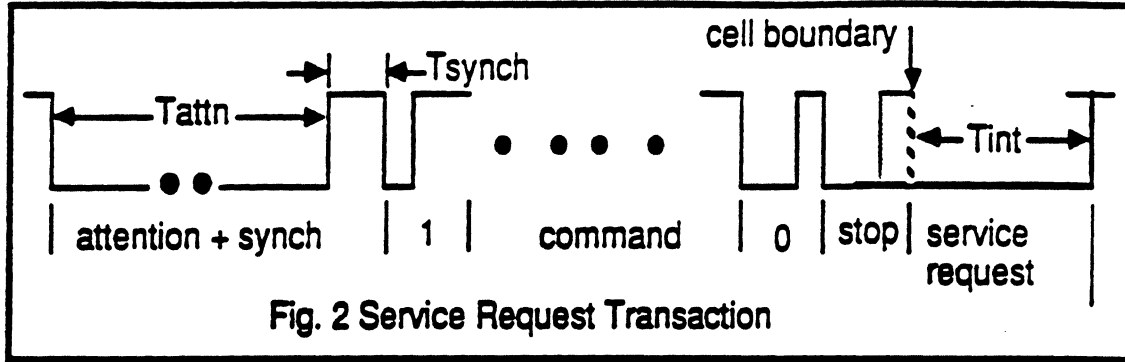 cell boundary
Tsynch
Tattn
Tint
attention + synch
1
command
0
stop
service
request
Fig. 2 Service Request Transaction